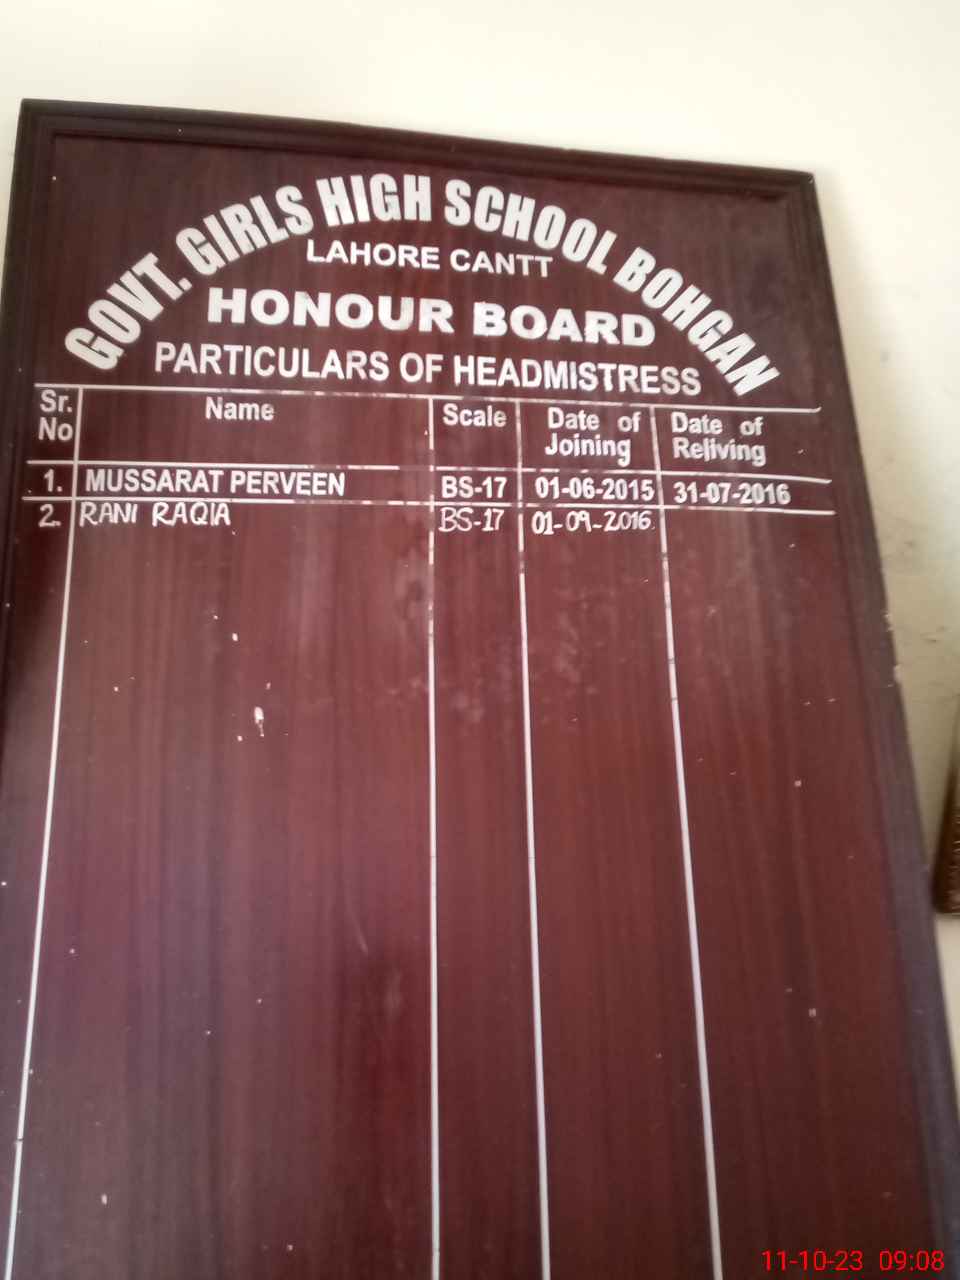 GOVT. GIRLS HIGH SCHOOL BOHGAN
LAHORE CANTT
HONOUR BOARD
PARTICULARS OF HEADMISTRESS
Sr. No Name Scale Date of Joining Date of Reliving
1. MUSSARAT PERVEEN BS-17 01-06-2015 31-07-2016
2. RANI RAQIA BS-17 01-09-2016
11-10-23 09:08